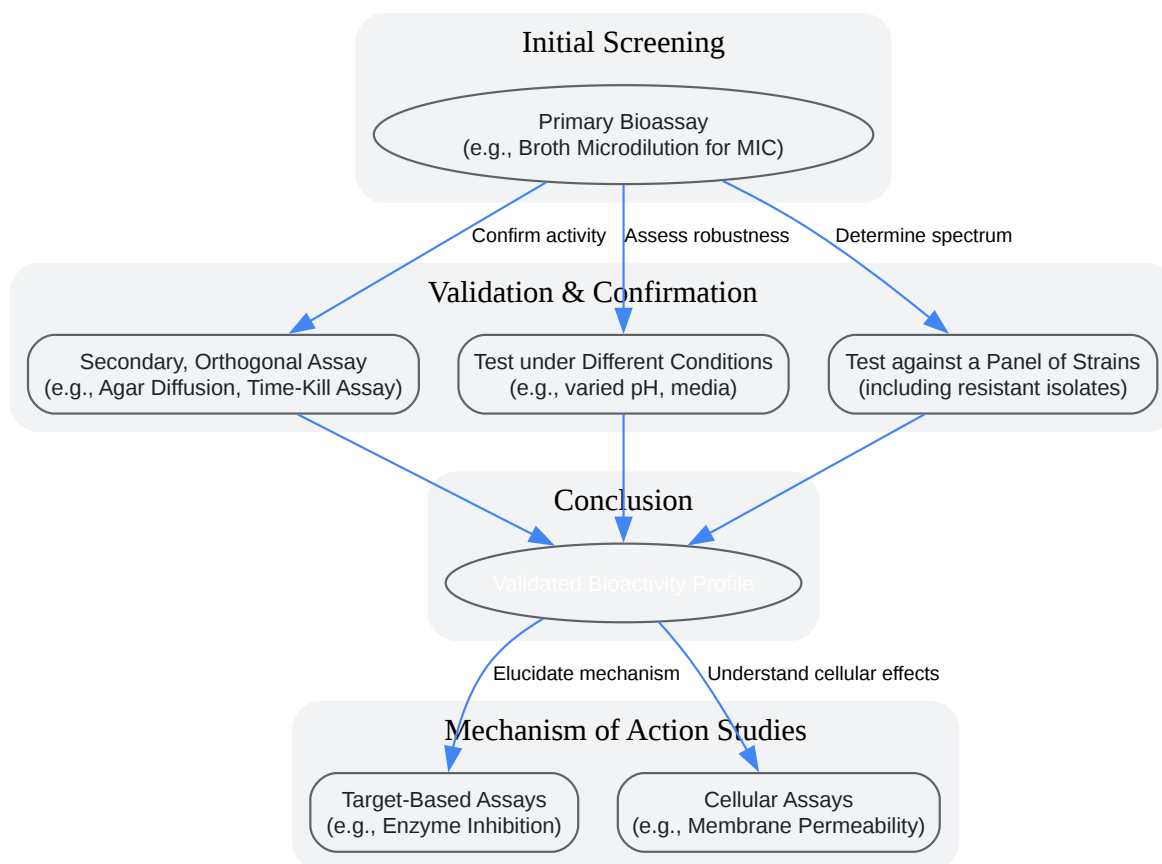 Initial Screening
Primary Bioassay
(e.g., Broth Microdilution for MIC)
Confirm activity
Assess robustness
Determine spectrum
Validation & Confirmation
Secondary, Orthogonal Assay
(e.g., Agar Diffusion, Time-Kill Assay)
Test under Different Conditions
(e.g., varied pH, media)
Test against a Panel of Strains
(including resistant isolates)
Conclusion
Validated Bioactivity Profile
Elucidate mechanism
Understand cellular effects
Mechanism of Action Studies
Target-Based Assays
(e.g., Enzyme Inhibition)
Cellular Assays
(e.g., Membrane Permeability)